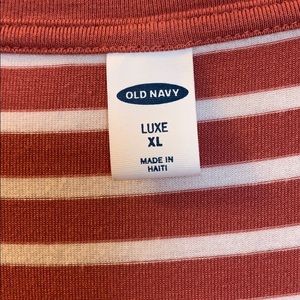 OLD NAVY
LUXE
XL
MADE IN
HAITI